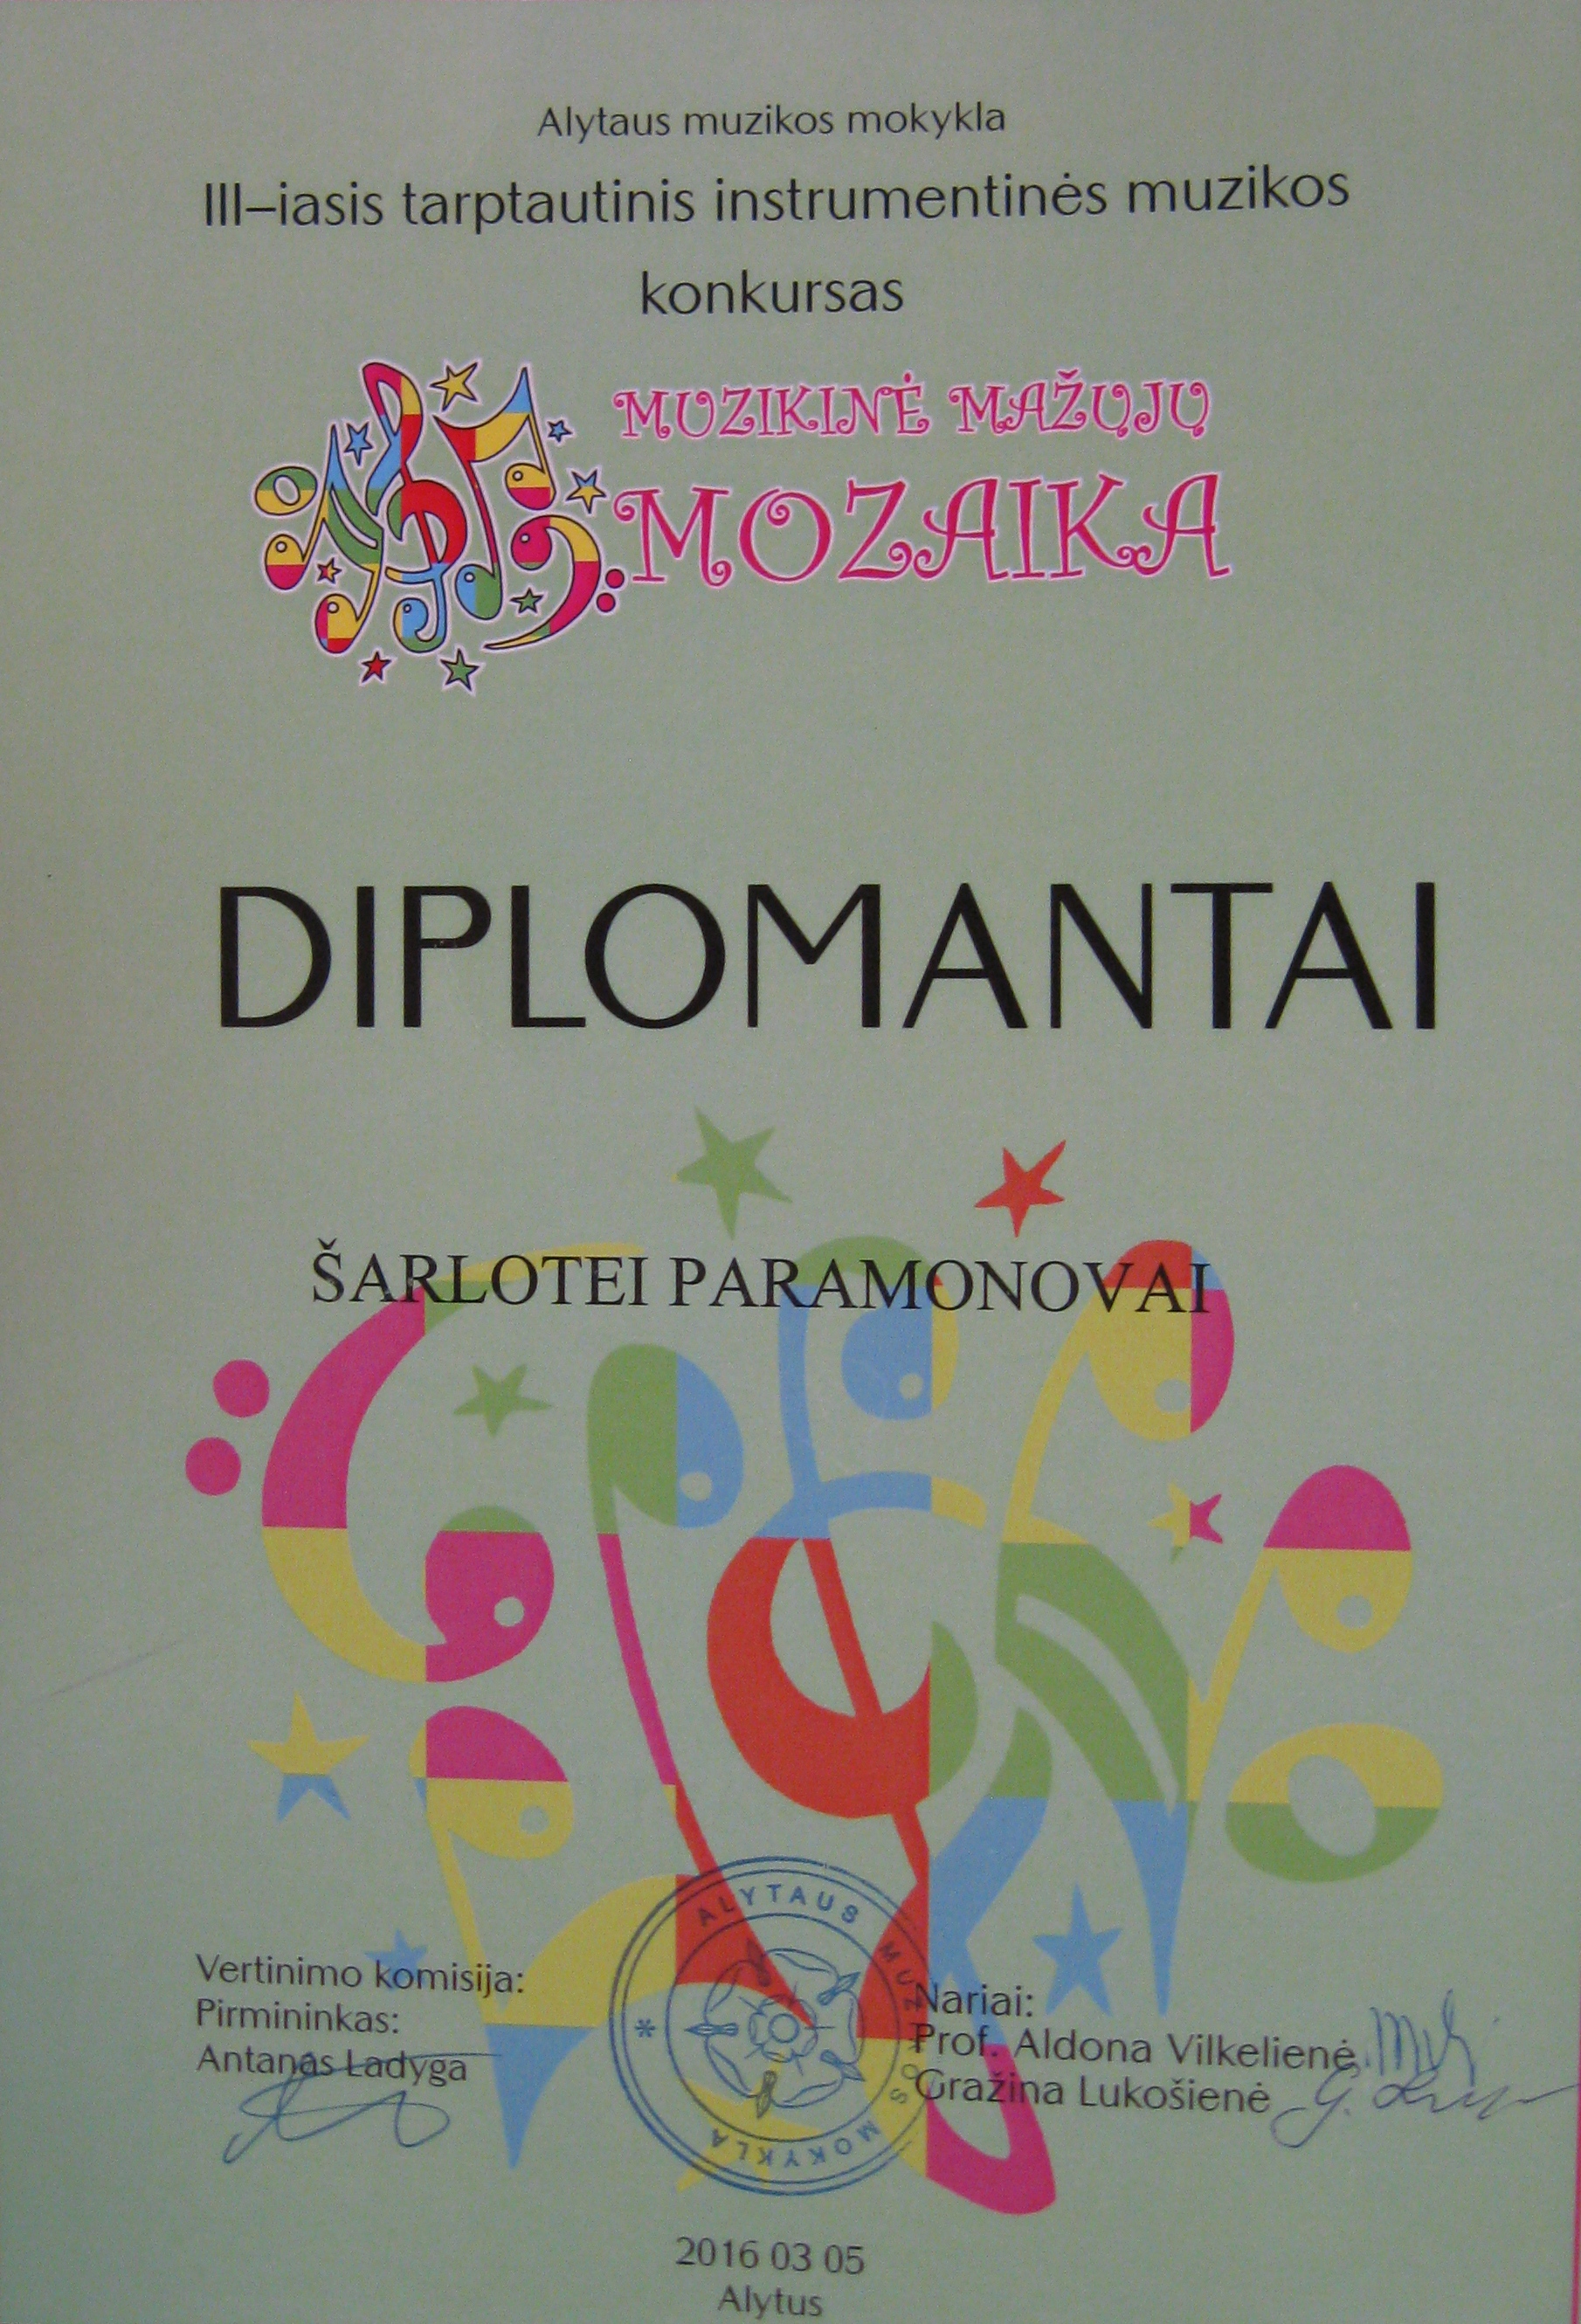 Alytaus muzikos mokykla
III–iasis tarptautinis instrumentinės muzikos
konkursas
MUZIKINĖ MAŽŲJŲ
MOZAIKA
DIPLOMANTAI
ŠARLOTEI PARAMONOVAI
Vertinimo komisija:
Pirmininkas:
Antanas Ladyga
ALYTAUS MUZIKOS MOKYKLA *
Nariai:
Prof. Aldona Vilkelienė
Gražina Lukošienė
2016 03 05
Alytus